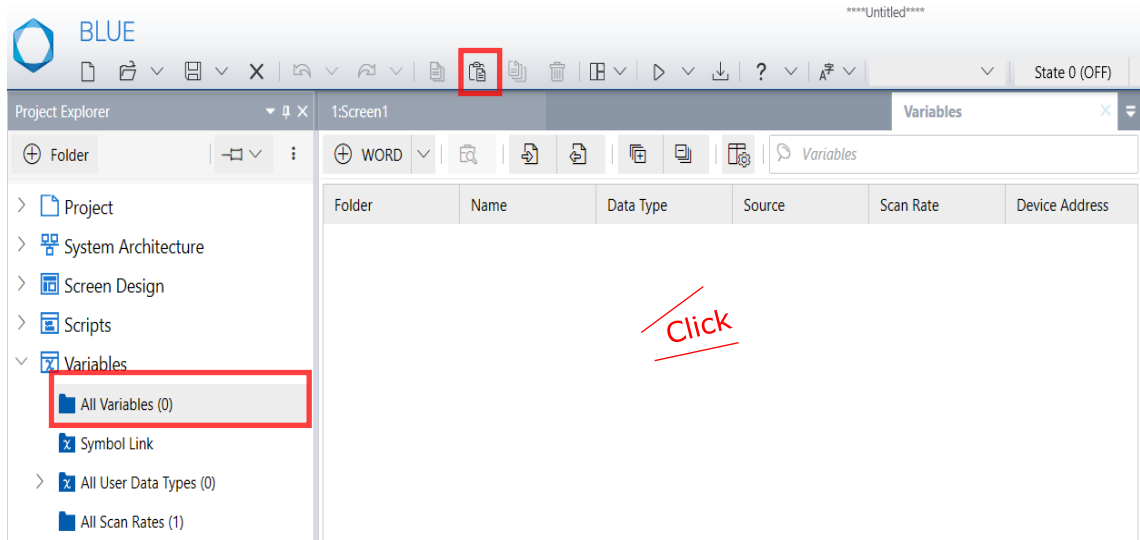 ****Untitled****
BLUE
State 0 (OFF)
Project Explorer
1:Screen1
Variables
Folder
WORD
Variables
Folder Name Data Type Source Scan Rate Device Address
Project
System Architecture
Screen Design
Scripts
Variables
All Variables (0)
Symbol Link
All User Data Types (0)
All Scan Rates (1)
Click